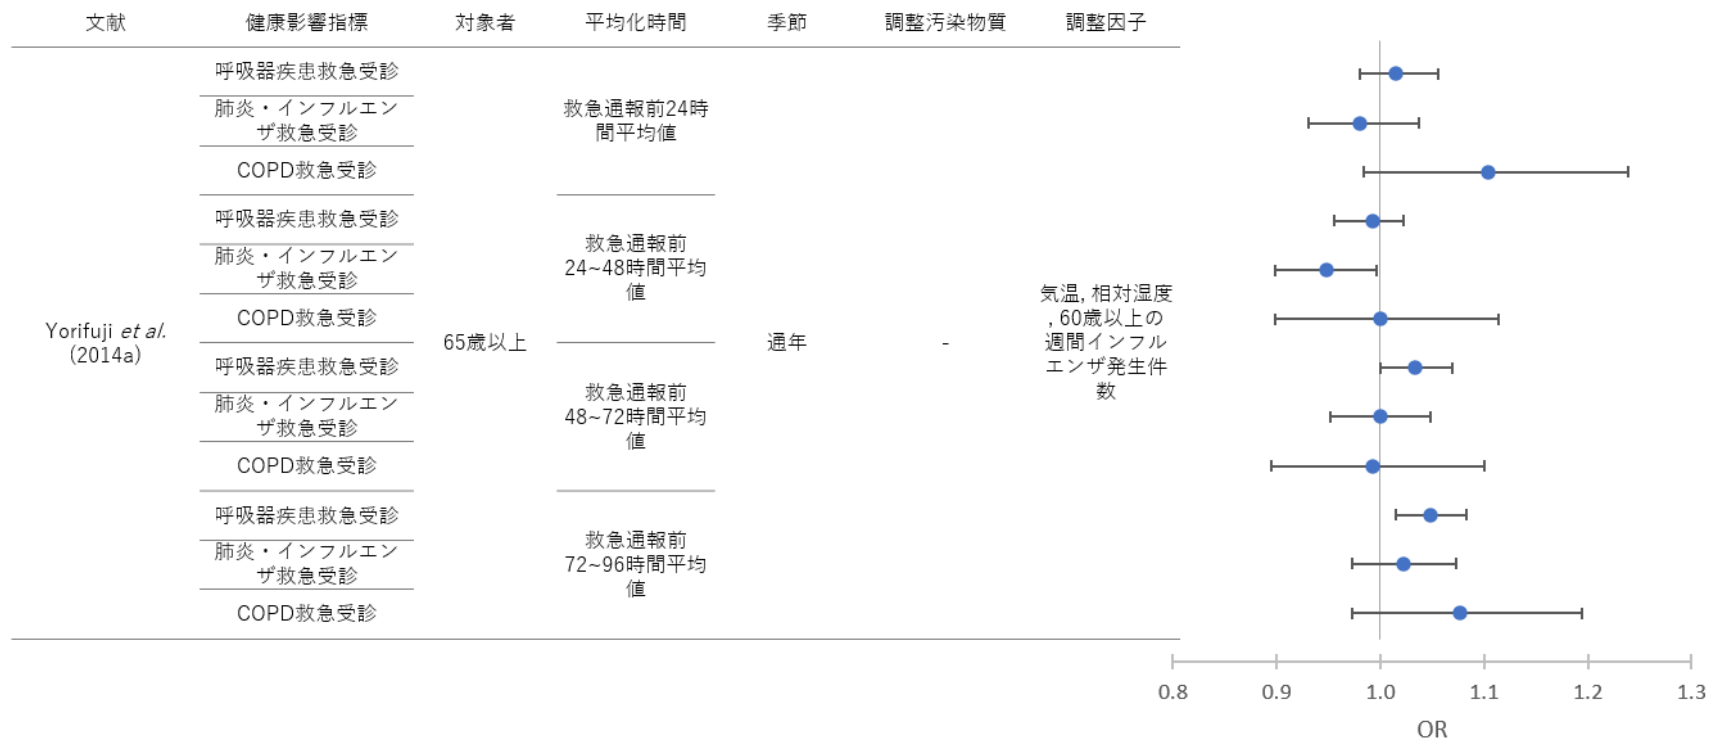 文献 健康影響指標 対象者 平均化時間 季節 調整汚染物質 調整因子
呼吸器疾患救急受診
肺炎・インフルエン
ザ救急受診
COPD救急受診
救急通報前24時
間平均値
呼吸器疾患救急受診
肺炎・インフルエン
ザ救急受診
COPD救急受診
救急通報前
24~48時間平均
値
Yorifuji et al.
(2014a)
65歳以上
通年
-
気温, 相対湿度
, 60歳以上の
週間インフル
エンザ発生件
数
呼吸器疾患救急受診
肺炎・インフルエン
ザ救急受診
COPD救急受診
救急通報前
48~72時間平均
値
呼吸器疾患救急受診
肺炎・インフルエン
ザ救急受診
COPD救急受診
救急通報前
72~96時間平均
値
0.8 0.9 1.0 1.1 1.2 1.3
OR